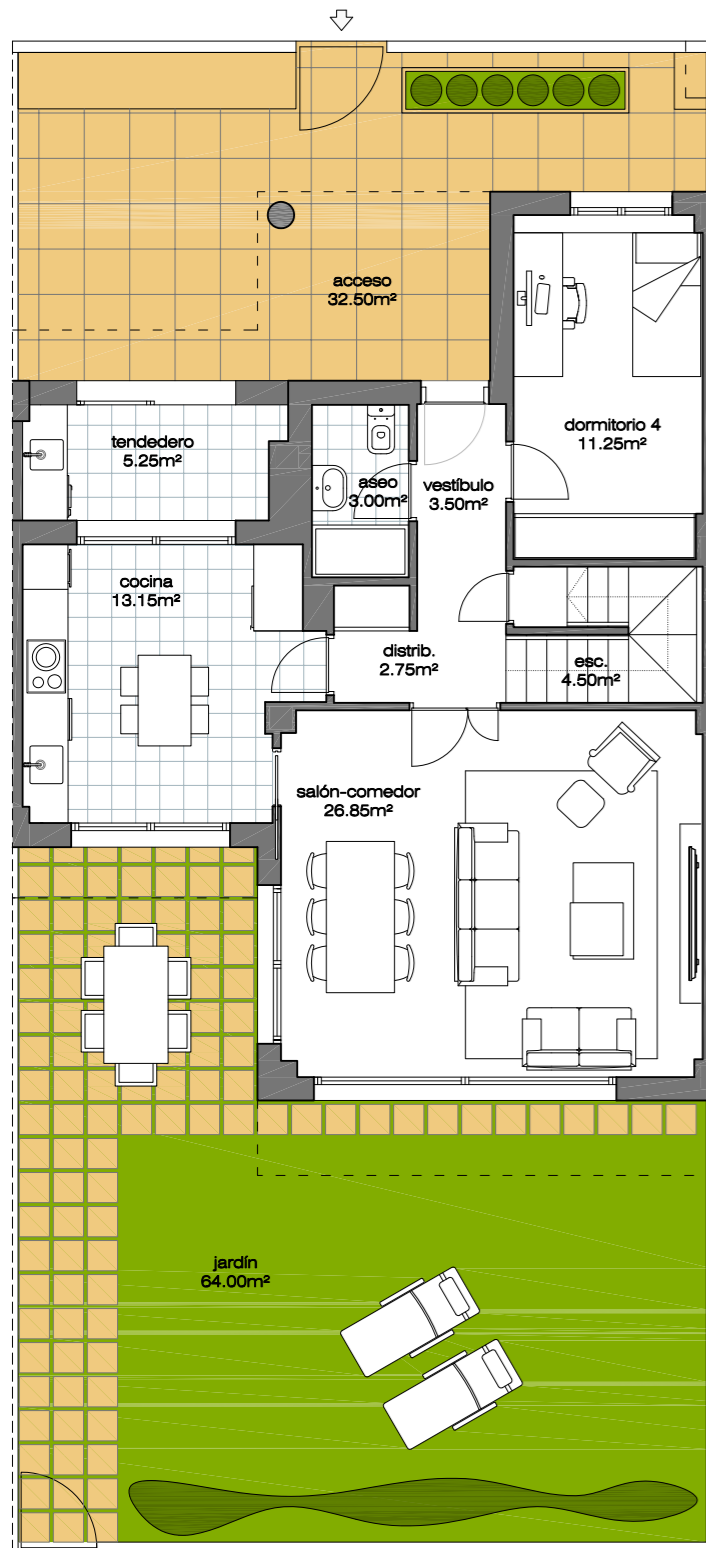 acceso
32.50m²
dormitorio 4
11.25m²
tendedero
5.25m²
aseo
3.00m²
vestíbulo
3.50m²
cocina
13.15m²
distrib.
2.75m²
esc.
4.50m²
salón-comedor
26.85m²
jardín
64.00m²